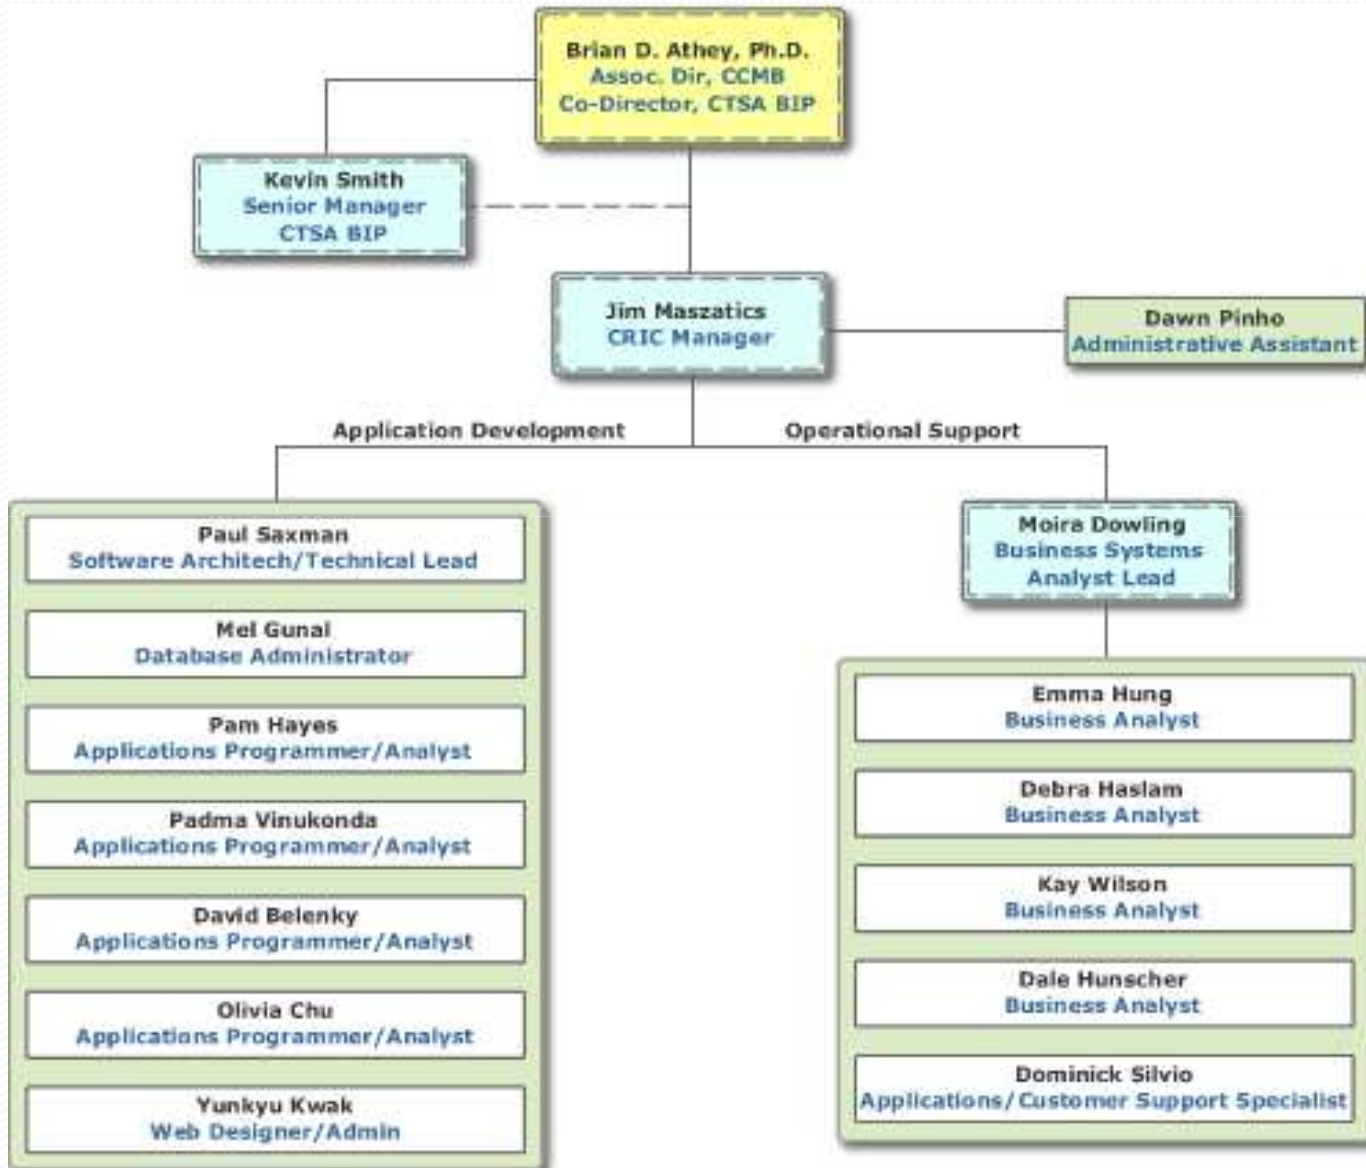 Brian D. Athey, Ph.D.
Assoc. Dir, CCMB
Co-Director, CTSA BIP
Kevin Smith
Senior Manager
CTSA BIP
Jim Maszatics
CRIC Manager
Dawn Pinho
Administrative Assistant
Application Development
Operational Support
Paul Saxman
Software Architech/Technical Lead
Mel Gunal
Database Administrator
Pam Hayes
Applications Programmer/Analyst
Padma Vinukonda
Applications Programmer/Analyst
David Belenky
Applications Programmer/Analyst
Olivia Chu
Applications Programmer/Analyst
Yunkyu Kwak
Web Designer/Admin
Moira Dowling
Business Systems
Analyst Lead
Emma Hung
Business Analyst
Debra Haslam
Business Analyst
Kay Wilson
Business Analyst
Dale Hunscher
Business Analyst
Dominick Silvio
Applications/Customer Support Specialist